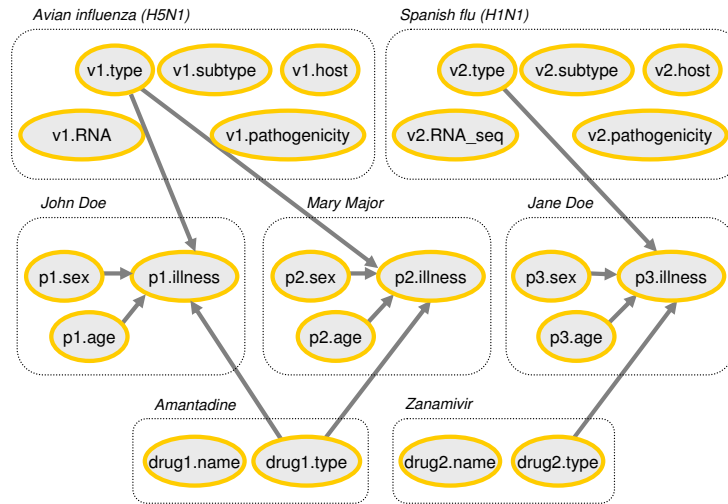 Avian influenza (H5N1)
Spanish flu (H1N1)
v1.type
v1.subtype
v1.host
v2.type
v2.subtype
v2.host
v1.RNA
v1.pathogenicity
v2.RNA_seq
v2.pathogenicity
John Doe
Mary Major
Jane Doe
p1.sex
p1.illness
p2.sex
p2.illness
p3.sex
p3.illness
p1.age
p2.age
p3.age
Amantadine
Zanamivir
drug1.name
drug1.type
drug2.name
drug2.type